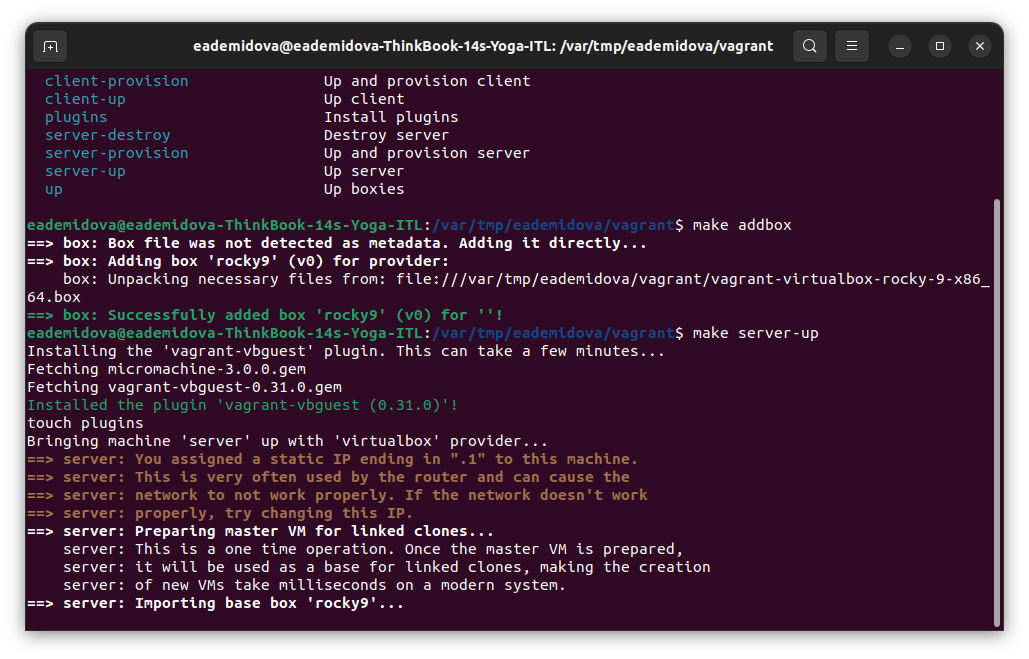 eademidova@eademidova-ThinkBook-14s-Yoga-ITL: /var/tmp/eademidova/vagrant
client-provision Up and provision client
client-up Up client
plugins Install plugins
server-destroy Destroy server
server-provision Up and provision server
server-up Up server
up Up boxies
eademidova@eademidova-ThinkBook-14s-Yoga-ITL:/var/tmp/eademidova/vagrant$ make addbox
==> box: Box file was not detected as metadata. Adding it directly...
==> box: Adding box 'rocky9' (v0) for provider:
box: Unpacking necessary files from: file:///var/tmp/eademidova/vagrant/vagrant-virtualbox-rocky-9-x86_
64.box
==> box: Successfully added box 'rocky9' (v0) for ''!
eademidova@eademidova-ThinkBook-14s-Yoga-ITL:/var/tmp/eademidova/vagrant$ make server-up
Installing the 'vagrant-vbguest' plugin. This can take a few minutes...
Fetching micromachine-3.0.0.gem
Fetching vagrant-vbguest-0.31.0.gem
Installed the plugin 'vagrant-vbguest (0.31.0)'!
touch plugins
Bringing machine 'server' up with 'virtualbox' provider...
==> server: You assigned a static IP ending in ".1" to this machine.
==> server: This is very often used by the router and can cause the
==> server: network to not work properly. If the network doesn't work
==> server: properly, try changing this IP.
==> server: Preparing master VM for linked clones...
server: This is a one time operation. Once the master VM is prepared,
server: it will be used as a base for linked clones, making the creation
server: of new VMs take milliseconds on a modern system.
==> server: Importing base box 'rocky9'...